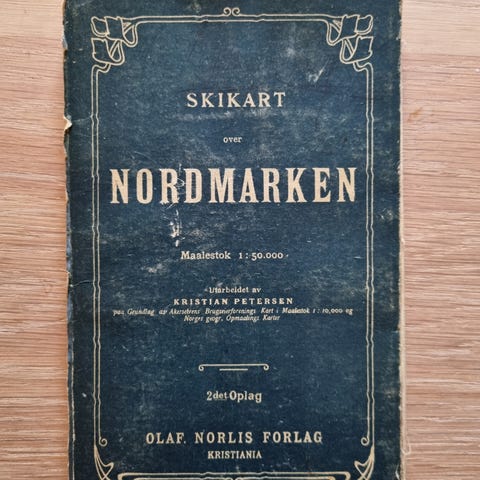 SKIKART
over
NORDMARKEN
Maalestok 1:50.000
Utarbeidet av
KRISTIAN PETERSEN
paa Grundlag av Akerselvens Brugseierforenings Kart i Maalestok 1:10,000 og
Norges geogr. Opmaalings Karter
2det Oplag
OLAF. NORLIS FORLAG
KRISTIANIA